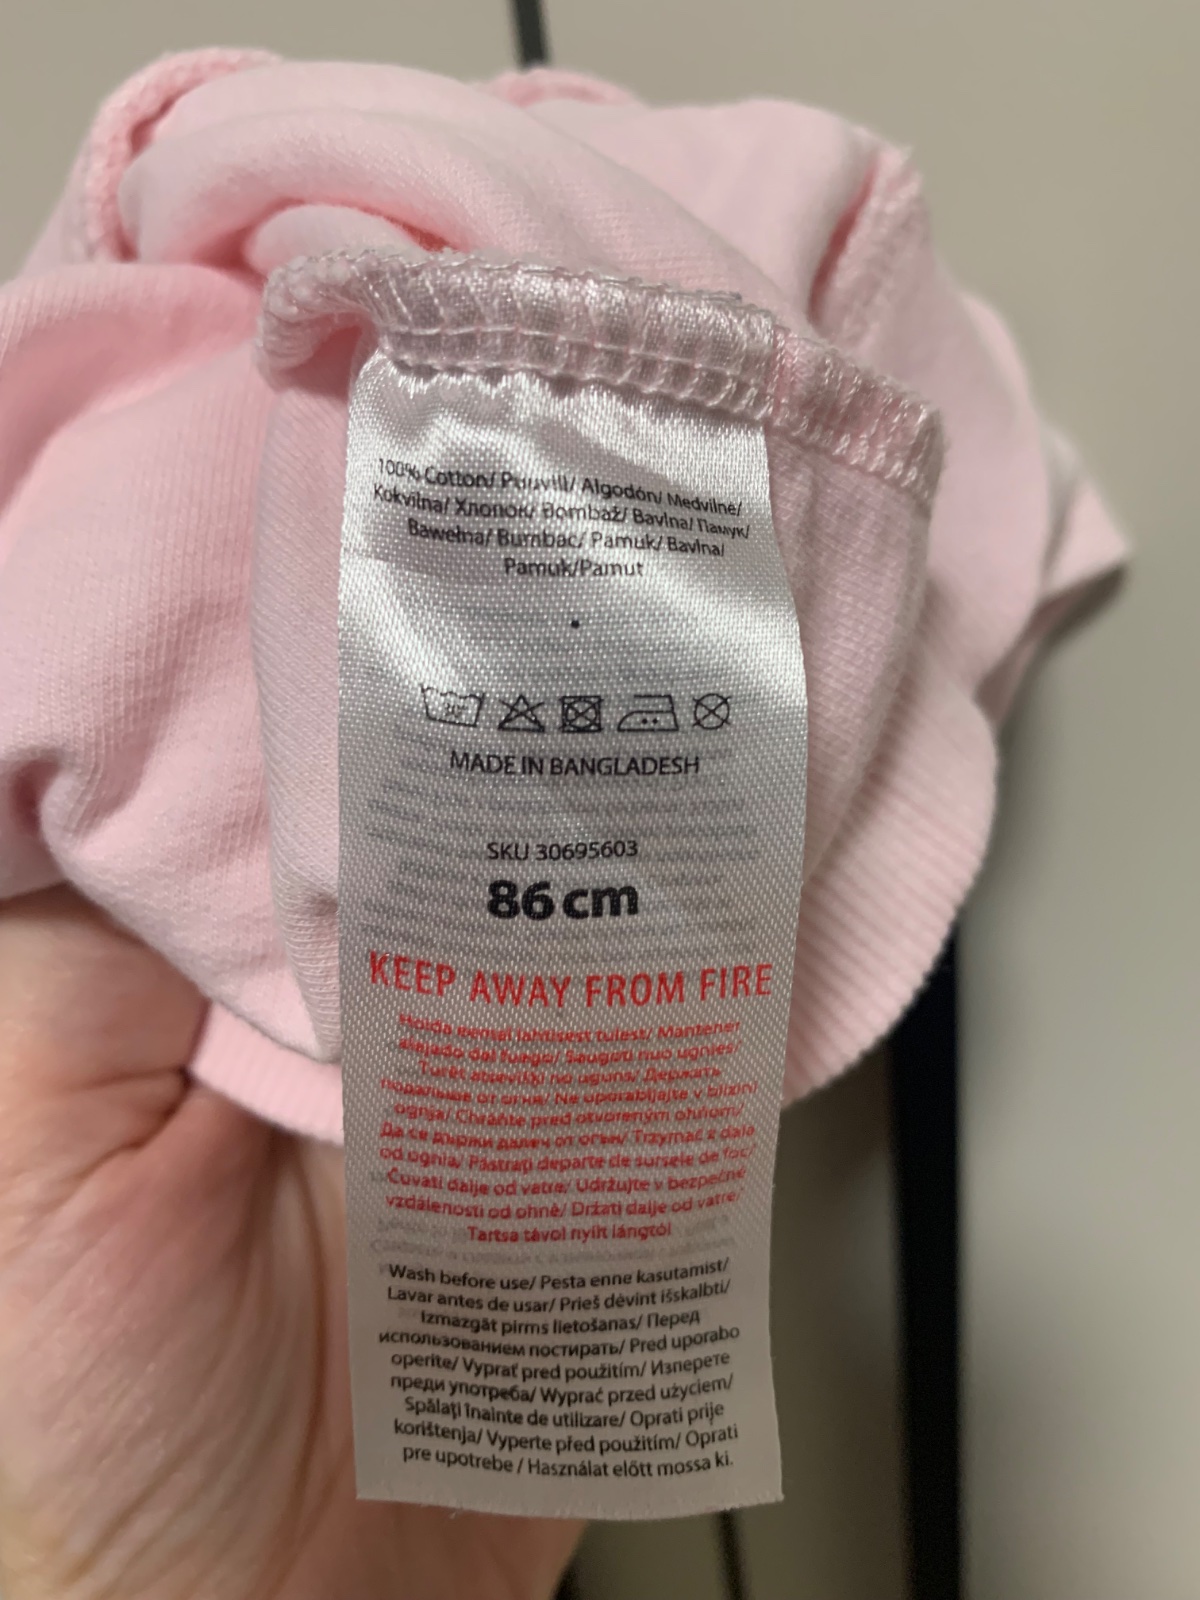 100% Cotton/ Puuvill/ Algodón/ Medvilnė/
Kokvilna/ Хлопок/ Bombaž/ Bavlna/ Памук/
Bawełna/ Bumbac/ Pamuk/ Bavlna/
Pamuk/Pamut
MADE IN BANGLADESH
SKU 30695603
86 cm
KEEP AWAY FROM FIRE
Hoida eemal lahtisest tulest/ Mantener
alejado del fuego/ Saugoti nuo ugnies/
Turēt atsevišķi no uguns/ Держать
подальше от огня/ Ne uporabljajte v bližini
ognja/ Chráňte pred otvoreným ohňom/
Да се държи далеч от огън/ Trzymać z dala
od ognia/ Păstrați departe de sursele de foc/
Čuvati dalje od vatre/ Udržujte v bezpečné
vzdálenosti od ohně/ Držati dalje od vatre/
Tartsa távol nyílt lángtól
Wash before use/ Pesta enne kasutamist/
Lavar antes de usar/ Prieš dėvint išskalbti/
Izmazgāt pirms lietošanas/ Перед
использованием постирать/ Pred uporabo
operite/ Vyprať pred použitím/ Изперете
преди употреба/ Wyprać przed użyciem/
Spălați înainte de utilizare/ Oprati prije
korištenja/ Vyperte před použitím/ Oprati
pre upotrebe / Használat előtt mossa ki.